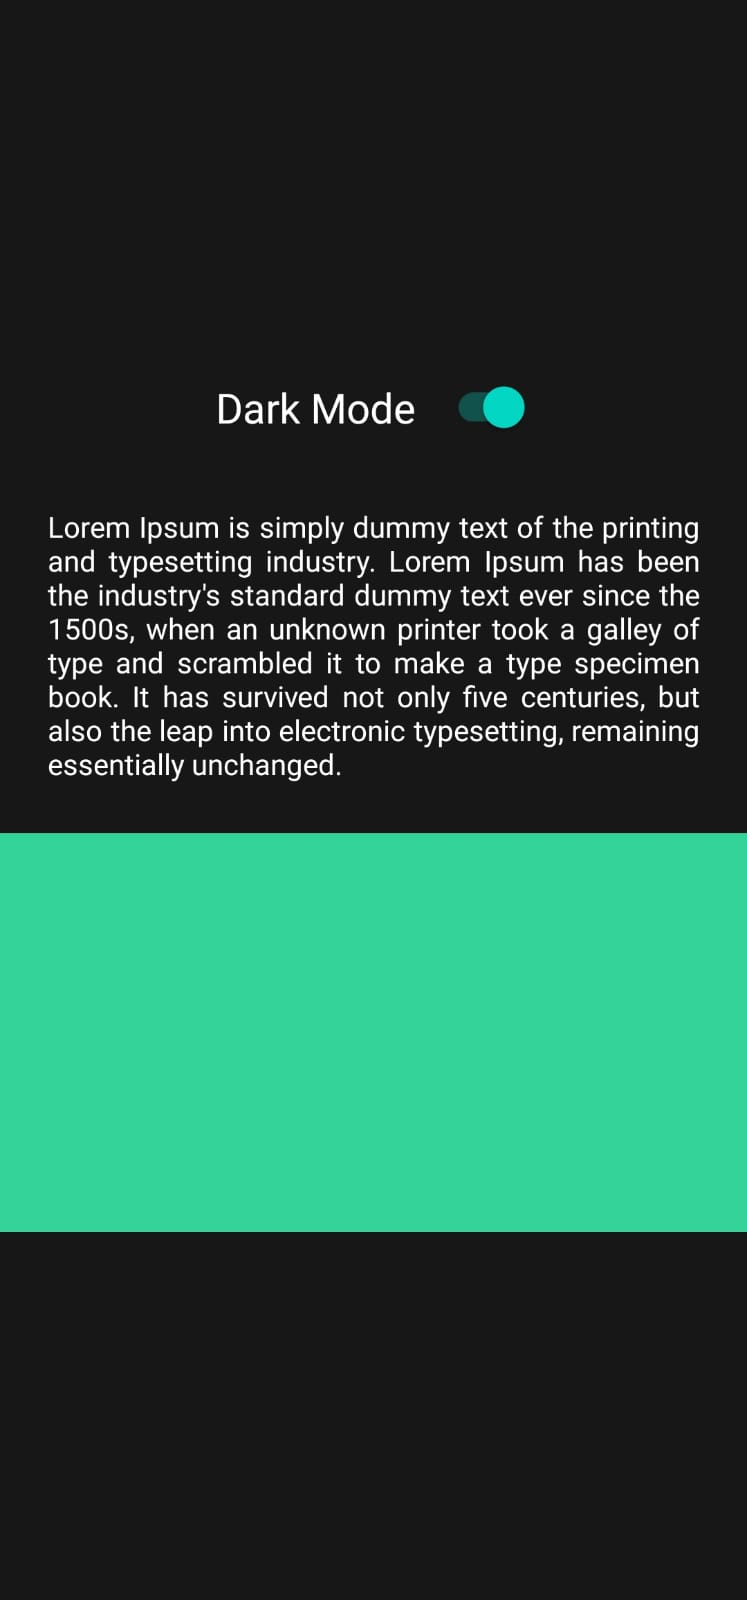 Dark Mode
Lorem Ipsum is simply dummy text of the printing
and typesetting industry. Lorem Ipsum has been
the industry's standard dummy text ever since the
1500s, when an unknown printer took a galley of
type and scrambled it to make a type specimen
book. It has survived not only five centuries, but
also the leap into electronic typesetting, remaining
essentially unchanged.